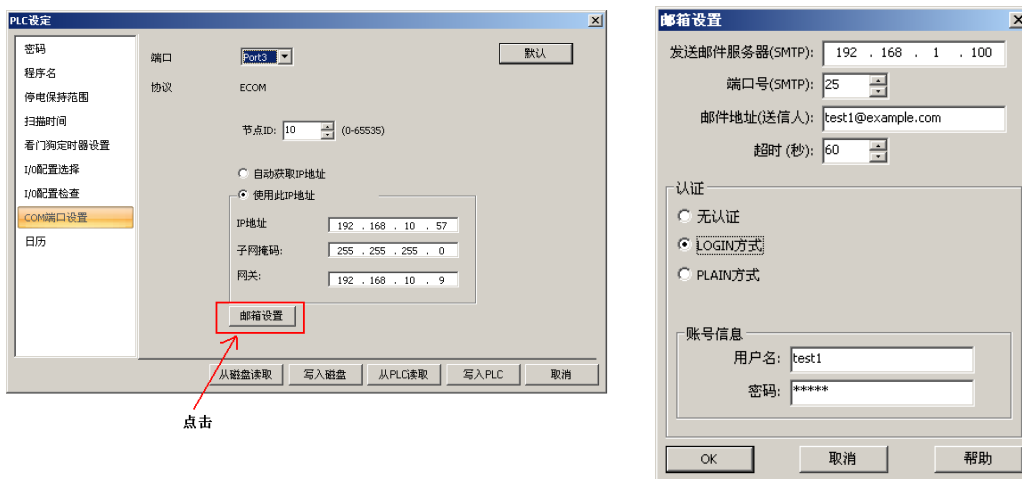 PLC设定
密码
程序名
停电保持范围
扫描时间
看门狗定时器设置
I/O配置选择
I/O配置检查
COM端口设置
日历
端口 Port3 默认
协议 ECOM
节点ID: 10 (0-65535)
自动获取IP地址
使用此IP地址
IP地址 192 . 168 . 10 . 57
子网掩码: 255 . 255 . 255 . 0
网关: 192 . 168 . 10 . 9
邮箱设置
从磁盘读取 写入磁盘 从PLC读取 写入PLC 取消
点击
邮箱设置
发送邮件服务器(SMTP): 192 . 168 . 1 . 100
端口号(SMTP): 25
邮件地址(送信人): test1@example.com
超时 (秒): 60
认证
无认证
LOGIN方式
PLAIN方式
账号信息
用户名: test1
密码: *****
OK 取消 帮助